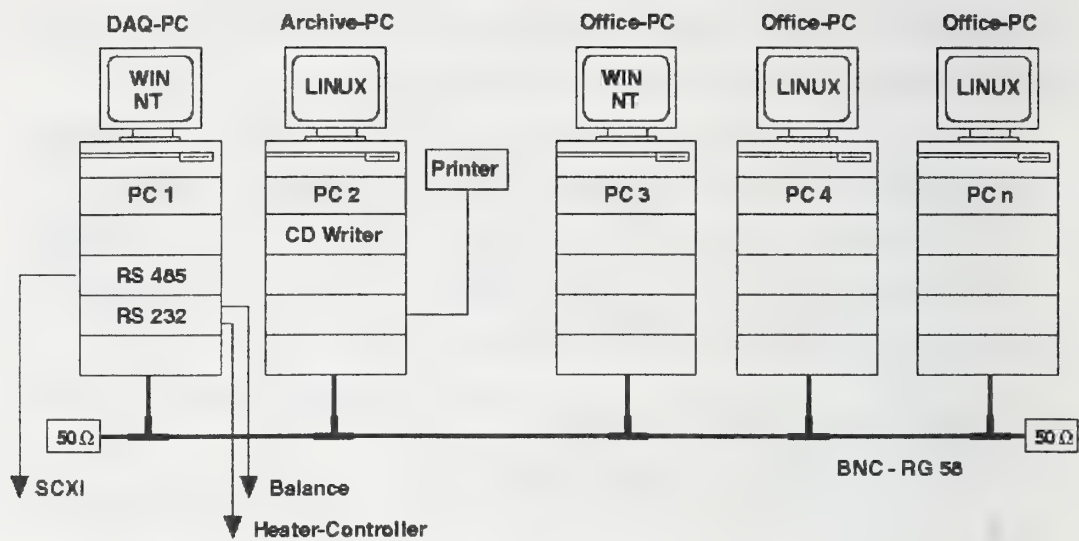 DAQ-PC
Archive-PC
Office-PC
Office-PC
Office-PC
WIN
NT
LINUX
WIN
NT
LINUX
LINUX
Printer
PC 1
PC 2
PC 3
PC 4
PC n
CD Writer
RS 485
RS 232
50 Ω
50 Ω
BNC - RG 58
SCXI
Balance
Heater-Controller